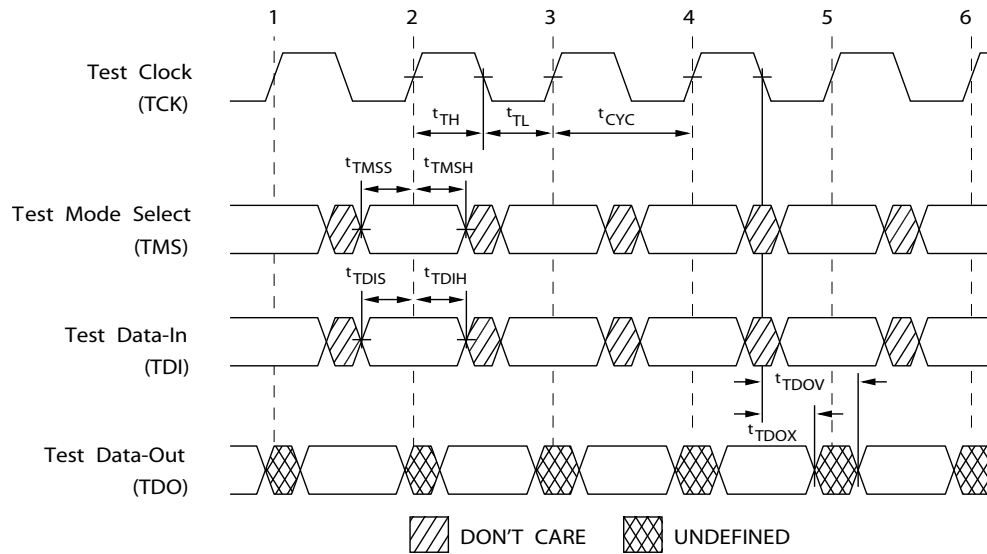 1 2 3 4 5 6
Test Clock
(TCK)
tTH tTL tCYC
tTMSS tTMSH
Test Mode Select
(TMS)
tTDIS tTDIH
Test Data-In
(TDI)
tTDOV
tTDOX
Test Data-Out
(TDO)
DON'T CARE UNDEFINED